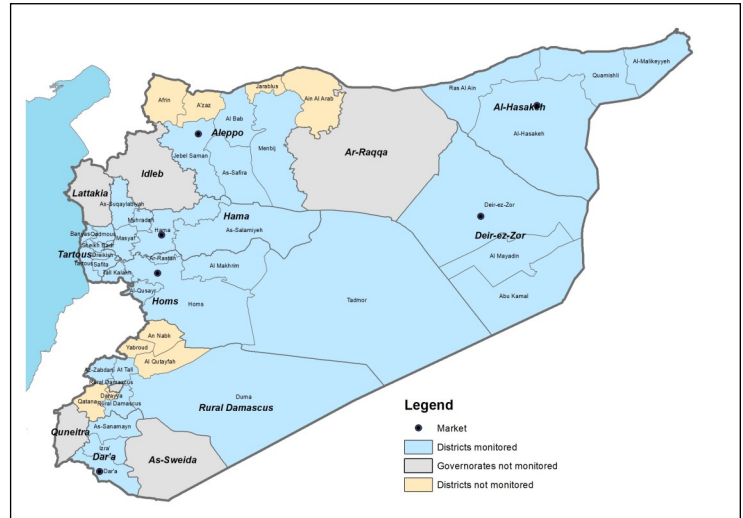 Al-Malikeyyeh
Quamishli
Ras Al Ain
Al-Hasakeh
Al-Hasakeh
Jarablus
Ain Al Arab
Afrin
A'zaz
Al Bab
Aleppo
Menbij
Jebel Saman
As-Safira
Ar-Raqqa
Idleb
Lattakia
As-Suqaylabiyah
Muhradah
Hama
Hama
As-Salamiyeh
Deir-ez-Zor
Deir-ez-Zor
Banyas
Qadmous
Masyaf
Sheikh Badr
Tartous
Dreikish
Tartous
Safita
Tall Kalakh
Ar-Rastan
Al Makhrim
Al Mayadin
Al-Qusayr
Homs
Homs
Tadmor
Abu Kamal
An Nabk
Yabroud
Al Qutayfah
Az-Zabdani
At Tall
Rural Damascus
Duma
Darayya
Qatana
Rural Damascus
Rural Damascus
As-Sanamayn
Quneitra
Izra'
Dar'a
Dar'a
As-Sweida
Legend
Market
Districts monitored
Governorates not monitored
Districts not monitored